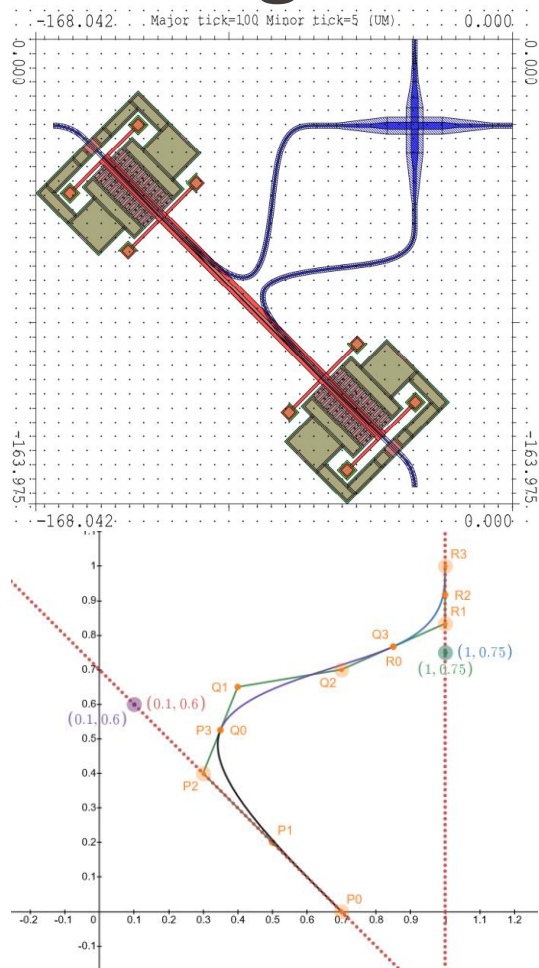 -168.042 Major tick=100 Minor tick=5 (UM) 0.000
0.000
0.000
-163.975
-163.975
-168.042 0.000
1.1
R3
1
R2
0.9
R1
Q3
0.8
R0
(1, 0.75)
0.7
Q1
Q2
(1, 0.75)
0.6
(0.1, 0.6)
(0.1, 0.6)
P3
Q0
0.5
0.4
P2
0.3
P1
0.2
0.1
P0
-0.2 -0.1 0 0.1 0.2 0.3 0.4 0.5 0.6 0.7 0.8 0.9 1 1.1 1.2
-0.1